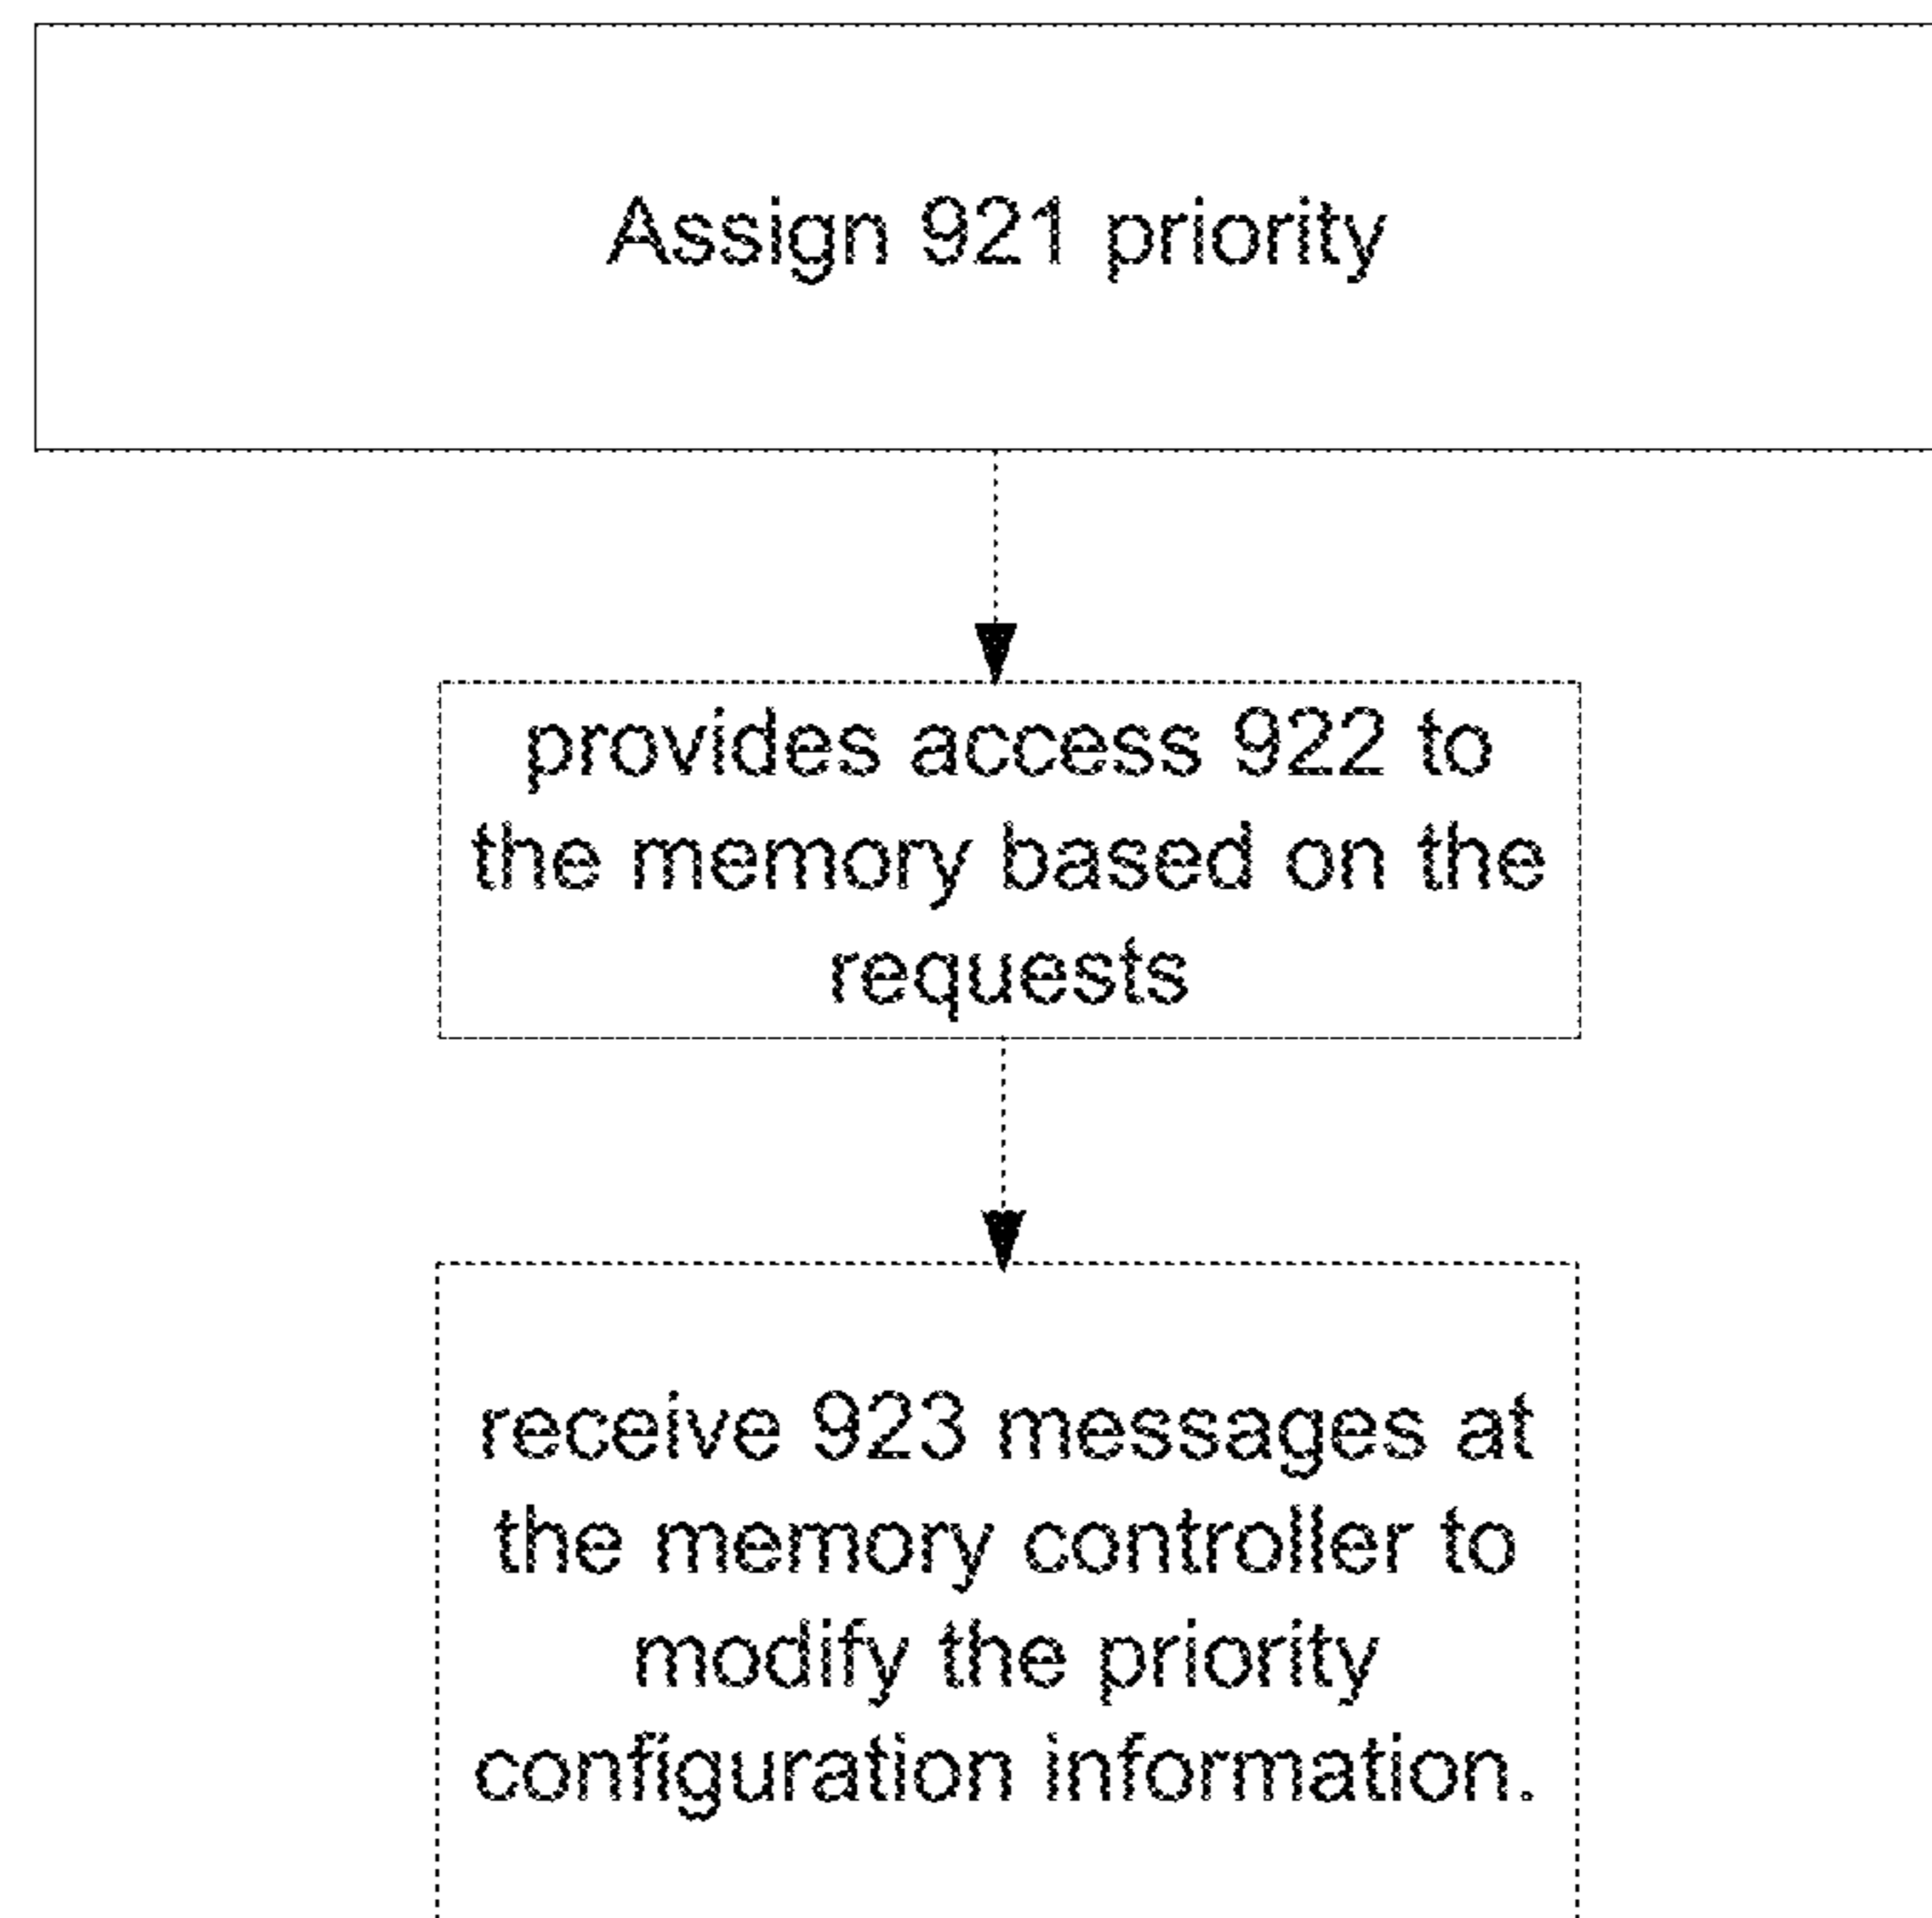 Assign 921 priority
provides access 922 to
the memory based on the
requests
receive 923 messages at
the memory controller to
modify the priority
configuration information.